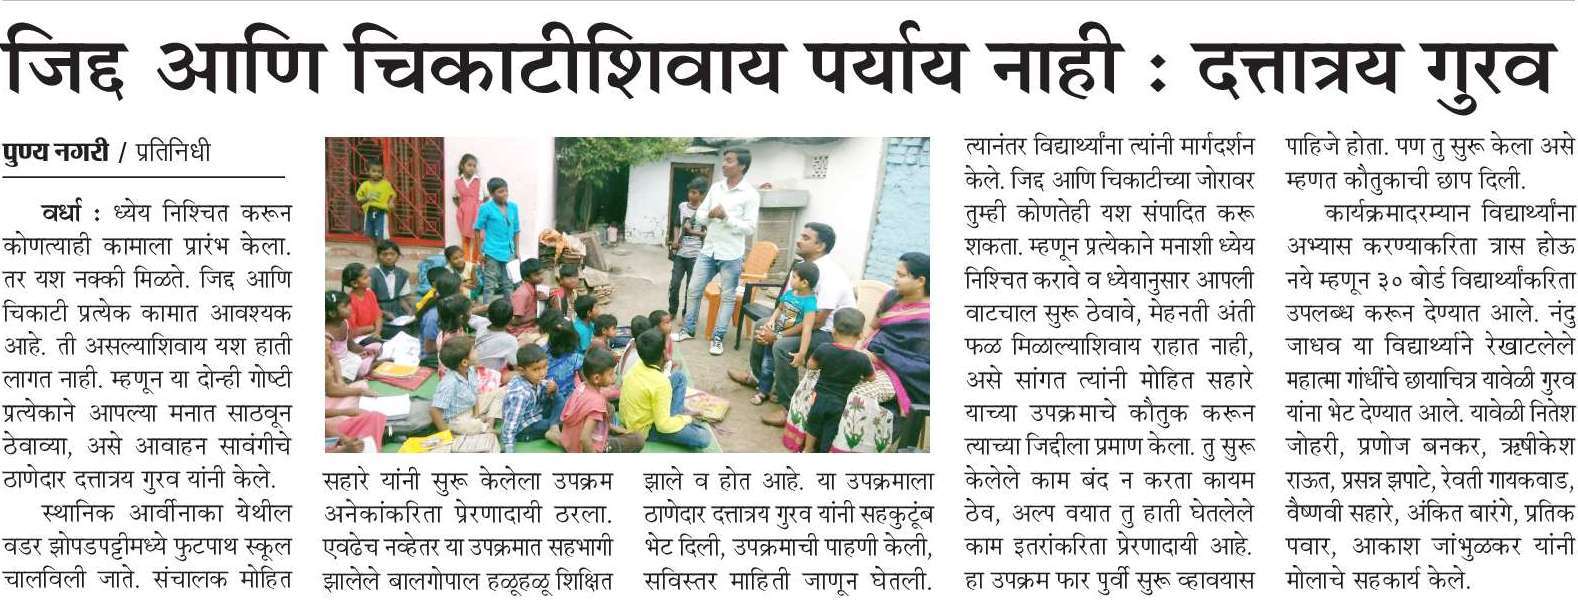 जिद्द आणि चिकाटीशिवाय पर्याय नाही : दत्तात्रय गुरव
पुण्य नगरी / प्रतिनिधी
वर्धा : ध्येय निश्चित करून
कोणत्याही कामाला प्रारंभ केला.
तर यश नक्की मिळते. जिद्द आणि
चिकाटी प्रत्येक कामात आवश्यक
आहे. ती असल्याशिवाय यश हाती
लागत नाही. म्हणून या दोन्ही गोष्टी
प्रत्येकाने आपल्या मनात साठवून
ठेवाव्या, असे आवाहन सावंगीचे
ठाणेदार दत्तात्रय गुरव यांनी केले.
स्थानिक आर्वीनाका येथील
वडर झोपडपट्टीमध्ये फुटपाथ स्कूल
चालविली जाते. संचालक मोहित
सहारे यांनी सुरू केलेला उपक्रम
अनेकांकरिता प्रेरणादायी ठरला.
एवढेच नव्हेतर या उपक्रमात सहभागी
झालेले बालगोपाल हळूहळू शिक्षित
झाले व होत आहे. या उपक्रमाला
ठाणेदार दत्तात्रय गुरव यांनी सहकुटूंब
भेट दिली, उपक्रमाची पाहणी केली,
सविस्तर माहिती जाणून घेतली.
त्यानंतर विद्यार्थ्यांना त्यांनी मार्गदर्शन
केले. जिद्द आणि चिकाटीच्या जोरावर
तुम्ही कोणतेही यश संपादित करू
शकता. म्हणून प्रत्येकाने मनाशी ध्येय
निश्चित करावे व ध्येयानुसार आपली
वाटचाल सुरू ठेवावे, मेहनती अंती
फळ मिळाल्याशिवाय राहात नाही,
असे सांगत त्यांनी मोहित सहारे
याच्या उपक्रमाचे कौतुक करून
त्याच्या जिद्दीला प्रमाण केला. तु सुरू
केलेले काम बंद न करता कायम
ठेव, अल्प वयात तु हाती घेतलेले
काम इतरांकरिता प्रेरणादायी आहे.
हा उपक्रम फार पुर्वी सुरू व्हावयास
पाहिजे होता. पण तु सुरू केला असे
म्हणत कौतुकाची छाप दिली.
कार्यक्रमादरम्यान विद्यार्थ्यांना
अभ्यास करण्याकरिता त्रास होऊ
नये म्हणून ३० बोर्ड विद्यार्थ्यांकरिता
उपलब्ध करून देण्यात आले. नंदु
जाधव या विद्यार्थ्याने रेखाटलेले
महात्मा गांधींचे छायाचित्र यावेळी गुरव
यांना भेट देण्यात आले. यावेळी नितेश
जोहरी, प्रणोज बनकर, ऋषीकेश
राऊत, प्रसन्न झपाटे, रेवती गायकवाड,
वैष्णवी सहारे, अंकित बारंगे, प्रतिक
पवार, आकाश जांभुळकर यांनी
मोलाचे सहकार्य केले.